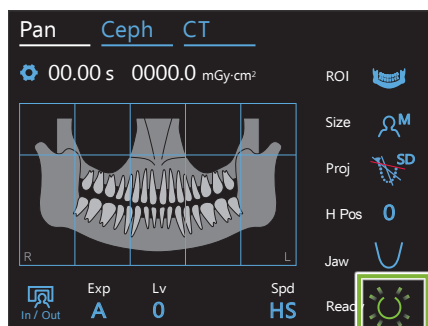 Pan Ceph CT
00.00 s 0000.0 mGy·cm²
ROI
Size M
Proj SD
H Pos 0
R L
Jaw
Exp Lv Spd
In / Out A 0 HS
Ready